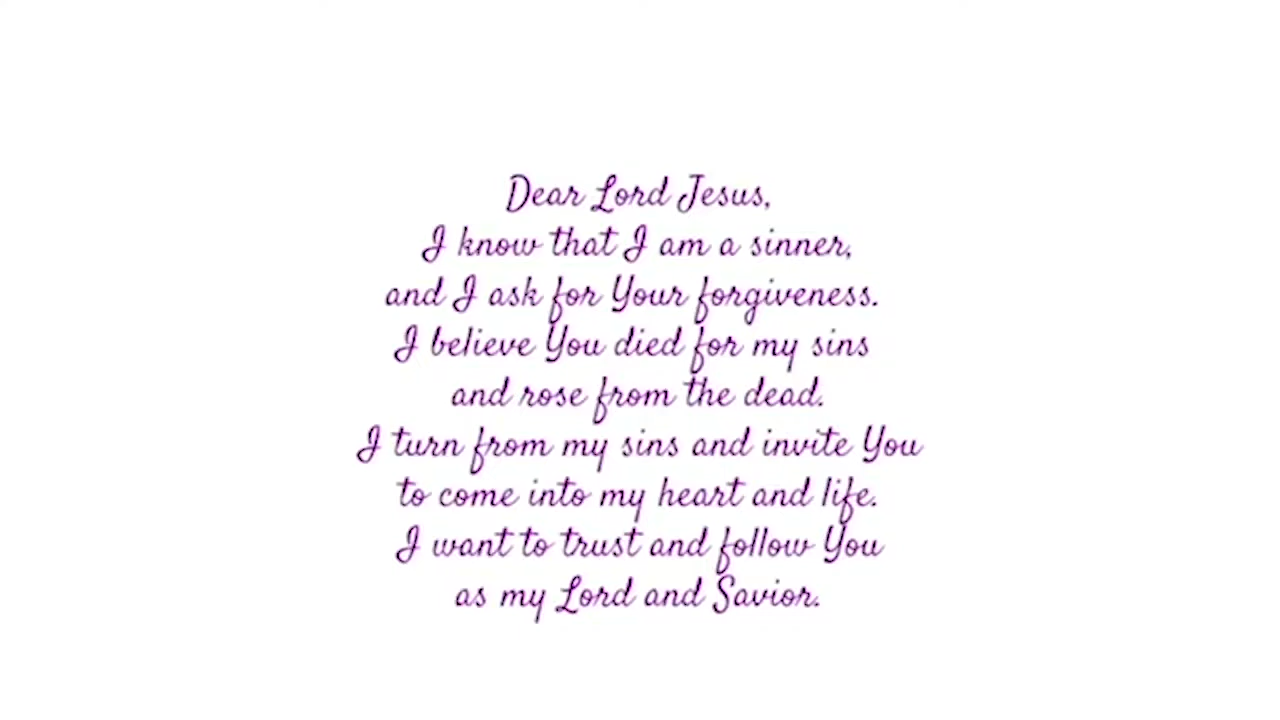 Dear Lord Jesus,
I know that I am a sinner,
and I ask for Your forgiveness.
I believe You died for my sins
and rose from the dead.
I turn from my sins and invite You
to come into my heart and life.
I want to trust and follow You
as my Lord and Savior.